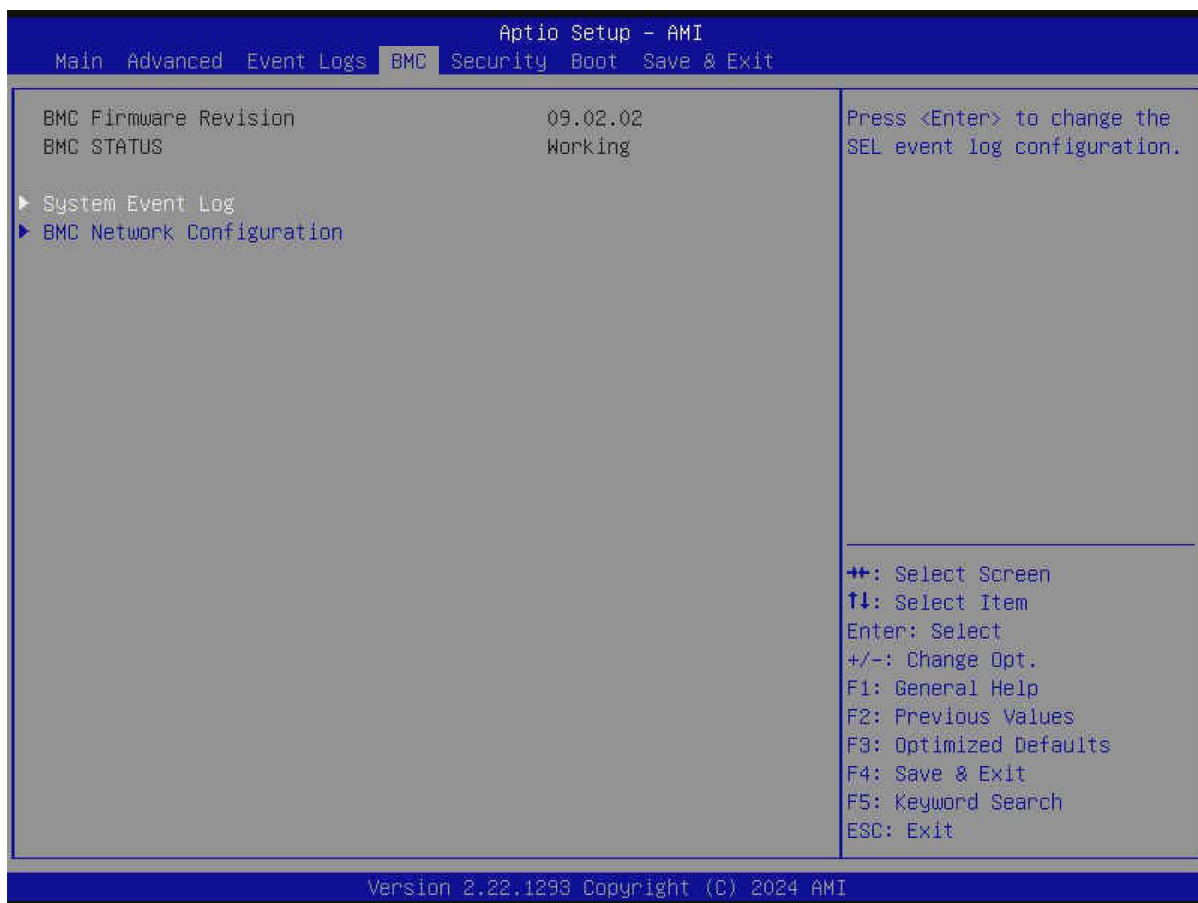 Aptio Setup – AMI
Main Advanced Event Logs BMC Security Boot Save & Exit
BMC Firmware Revision 09.02.02
BMC STATUS Working
▶ System Event Log
▶ BMC Network Configuration
Press <Enter> to change the
SEL event log configuration.
→←: Select Screen
↑↓: Select Item
Enter: Select
+/-: Change Opt.
F1: General Help
F2: Previous Values
F3: Optimized Defaults
F4: Save & Exit
F5: Keyword Search
ESC: Exit
Version 2.22.1293 Copyright (C) 2024 AMI